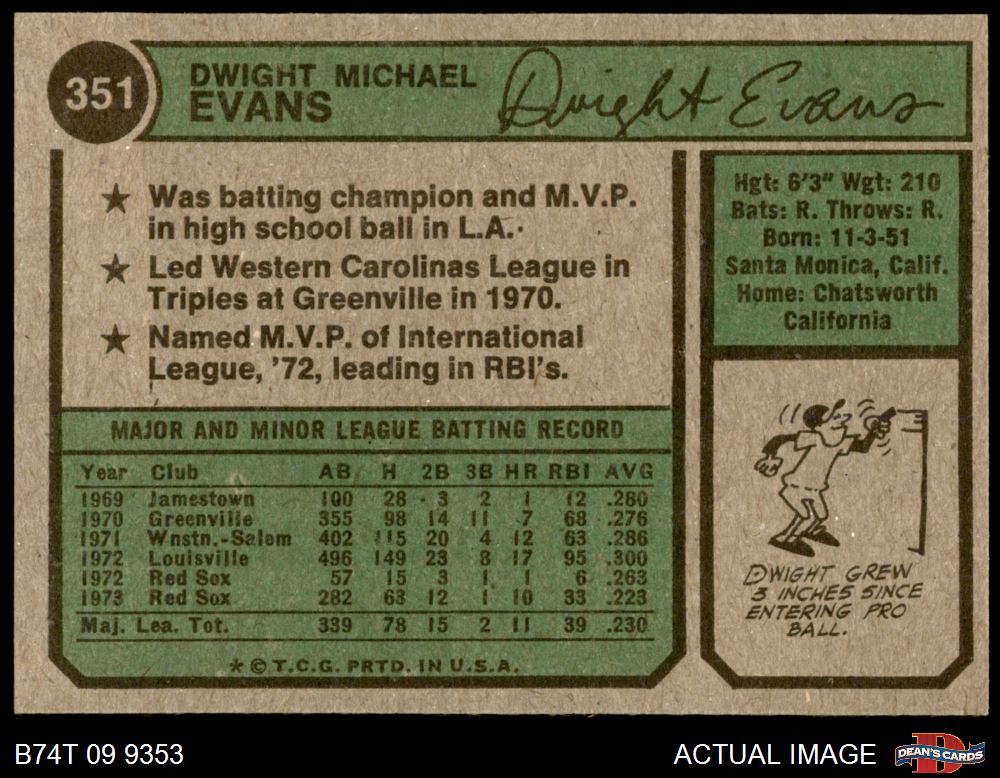 351
DWIGHT MICHAEL
EVANS
Dwight Evans
★ Was batting champion and M.V.P.
in high school ball in L.A.
★ Led Western Carolinas League in
Triples at Greenville in 1970.
★ Named M.V.P. of International
League, '72, leading in RBI's.
Hgt: 6'3" Wgt: 210
Bats: R. Throws: R.
Born: 11-3-51
Santa Monica, Calif.
Home: Chatsworth
California
MAJOR AND MINOR LEAGUE BATTING RECORD
Year Club AB H 2B 3B HR RBI AVG
1969 Jamestown 100 28 3 2 1 12 .280
1970 Greenville 355 98 14 11 7 68 .276
1971 Wnstn.-Salem 402 115 20 4 12 63 .286
1972 Louisville 496 149 23 8 17 95 .300
1972 Red Sox 57 15 3 1 1 6 .263
1973 Red Sox 282 63 12 1 10 33 .223
Maj. Lea. Tot. 339 78 15 2 11 39 .230
* © T.C.G. PRTD. IN U.S.A.
DWIGHT GREW
3 INCHES SINCE
ENTERING PRO
BALL.
B74T 09 9353
ACTUAL IMAGE
DEAN'S CARDS